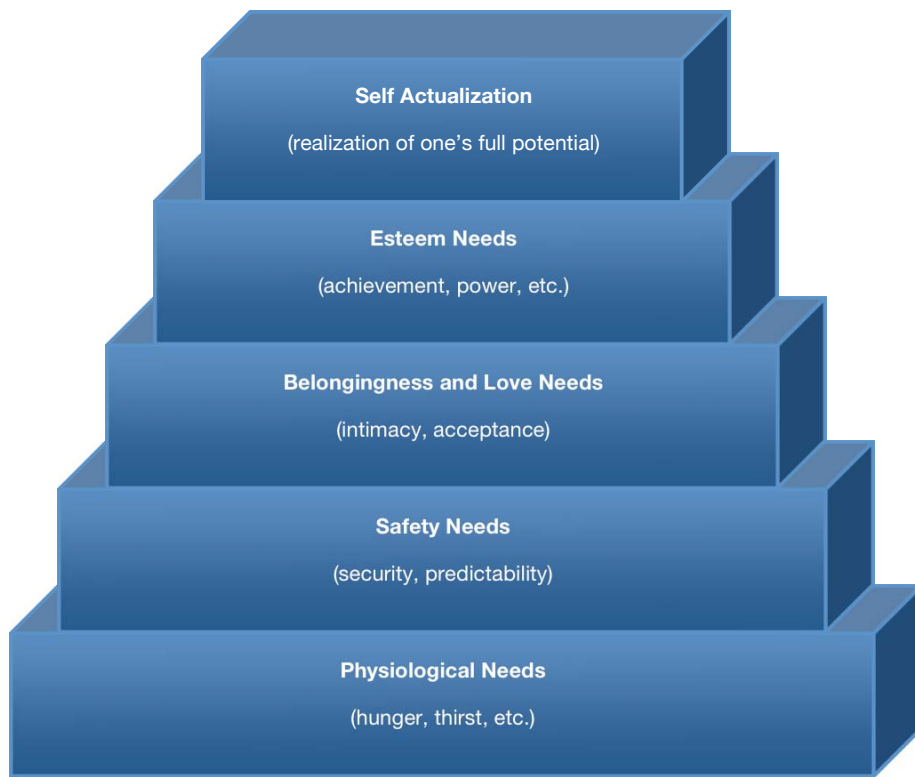 Self Actualization
(realization of one’s full potential)
Esteem Needs
(achievement, power, etc.)
Belongingness and Love Needs
(intimacy, acceptance)
Safety Needs
(security, predictability)
Physiological Needs
(hunger, thirst, etc.)